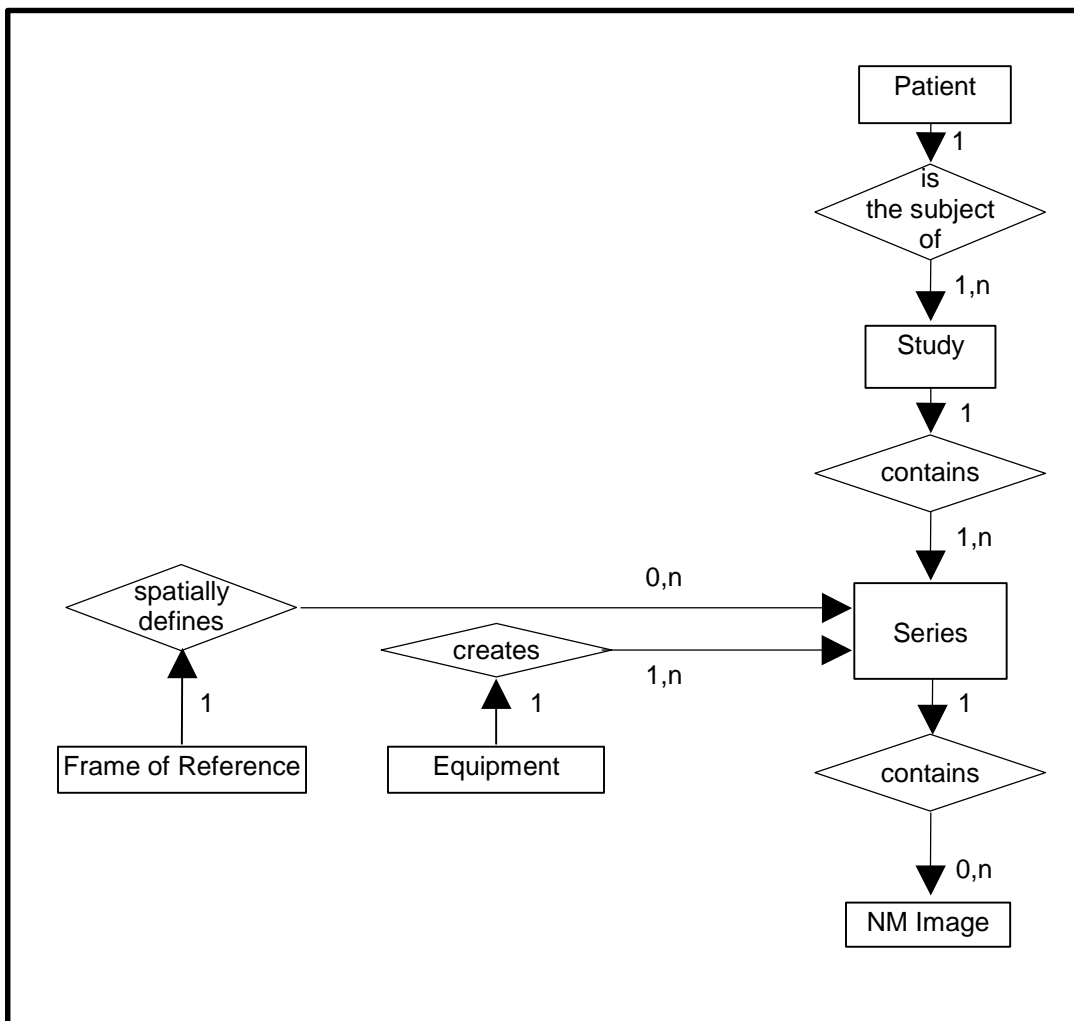 Patient
1
is
the subject
of
1,n
Study
1
contains
1,n
spatially
defines
0,n
Series
creates
1,n
1
1
1
Frame of Reference
Equipment
contains
0,n
NM Image